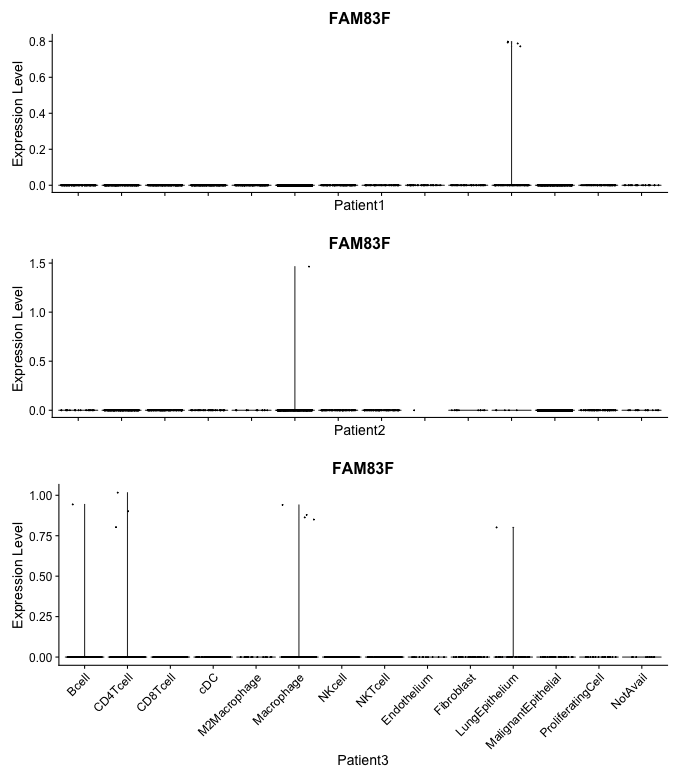 FAM83F
Expression Level
0.8
0.6
0.4
0.2
0.0
Patient1
FAM83F
Expression Level
1.5
1.0
0.5
0.0
Patient2
FAM83F
Expression Level
1.00
0.75
0.50
0.25
0.00
Bcell
CD4Tcell
CD8Tcell
cDC
M2Macrophage
Macrophage
NKcell
NKTcell
Endothelium
Fibroblast
LungEpithelium
MalignantEpithelial
ProliferatingCell
NotAvail
Patient3